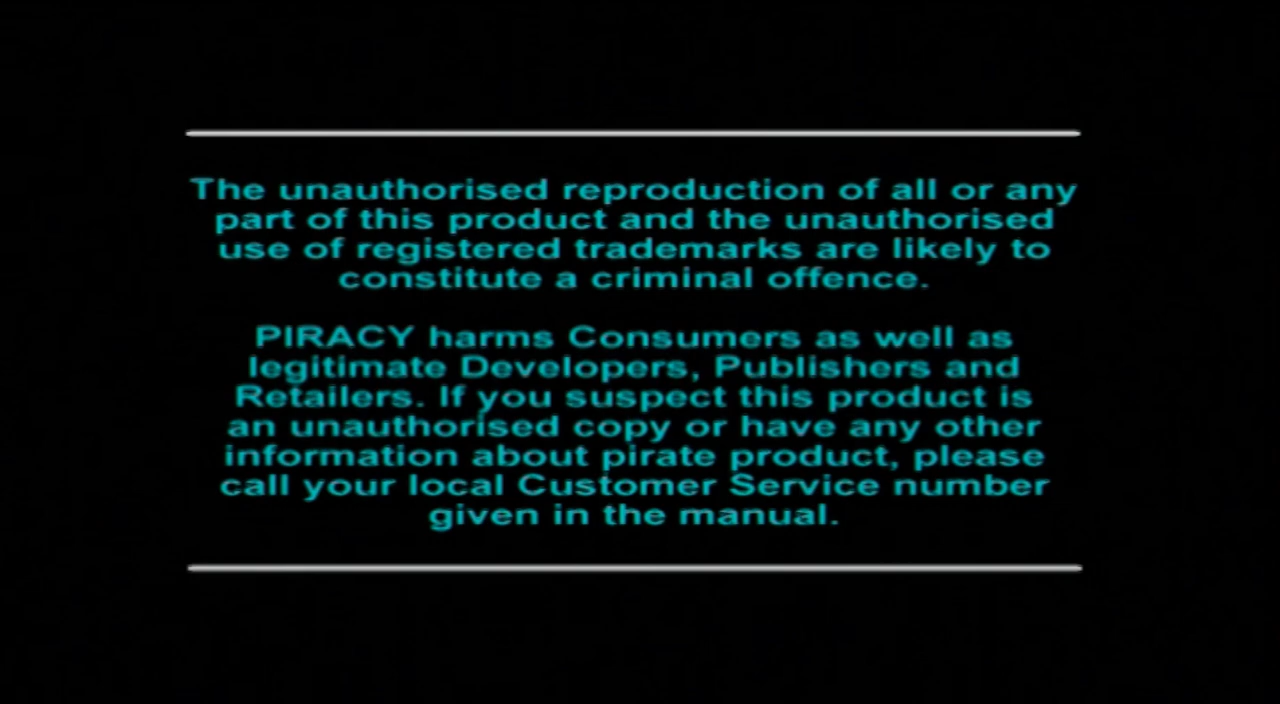 The unauthorised reproduction of all or any
part of this product and the unauthorised
use of registered trademarks are likely to
constitute a criminal offence.
PIRACY harms Consumers as well as
legitimate Developers, Publishers and
Retailers. If you suspect this product is
an unauthorised copy or have any other
information about pirate product, please
call your local Customer Service number
given in the manual.